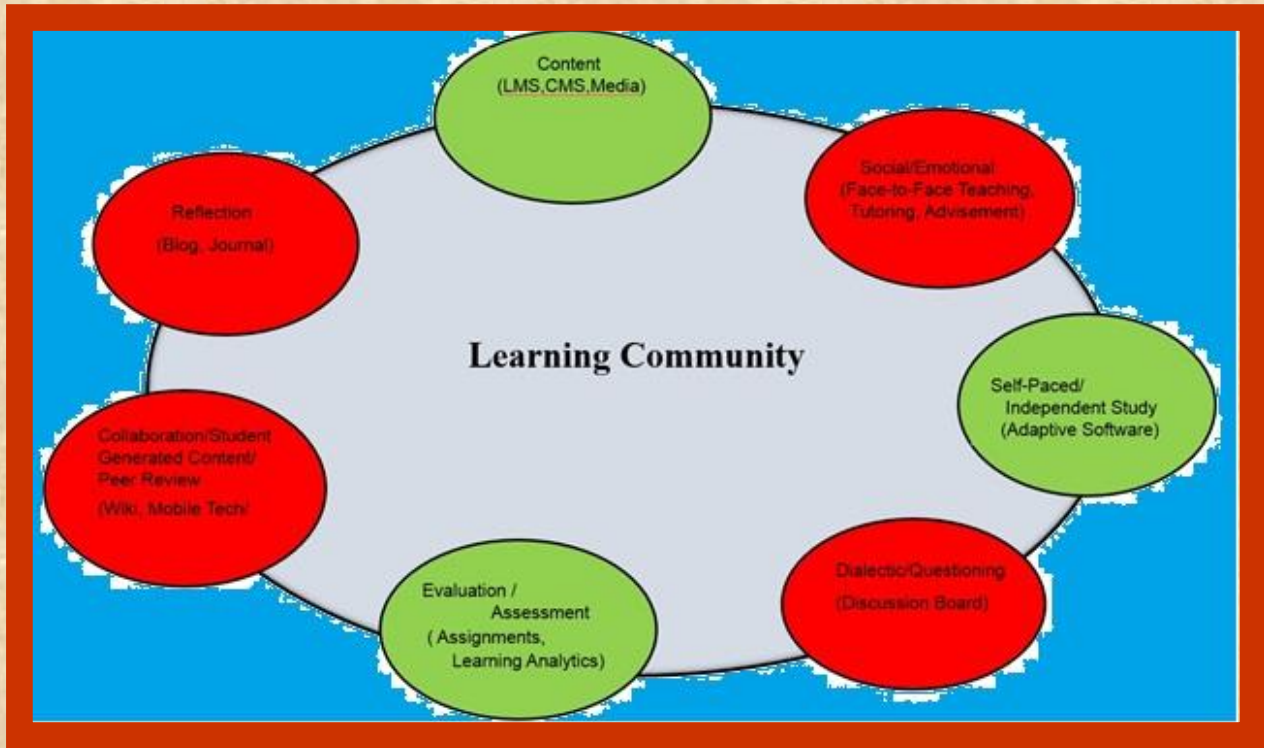 Content
(LMS,CMS,Media)
Social/Emotional
(Face-to-Face Teaching,
Tutoring, Advisement)
Reflection
(Blog, Journal)
Learning Community
Self-Paced/
Independent Study
(Adaptive Software)
Collaboration/Student
Generated Content/
Peer Review
(Wiki, Mobile Tech/
Dialectic/Questioning
(Discussion Board)
Evaluation /
Assessment
( Assignments,
Learning Analytics)